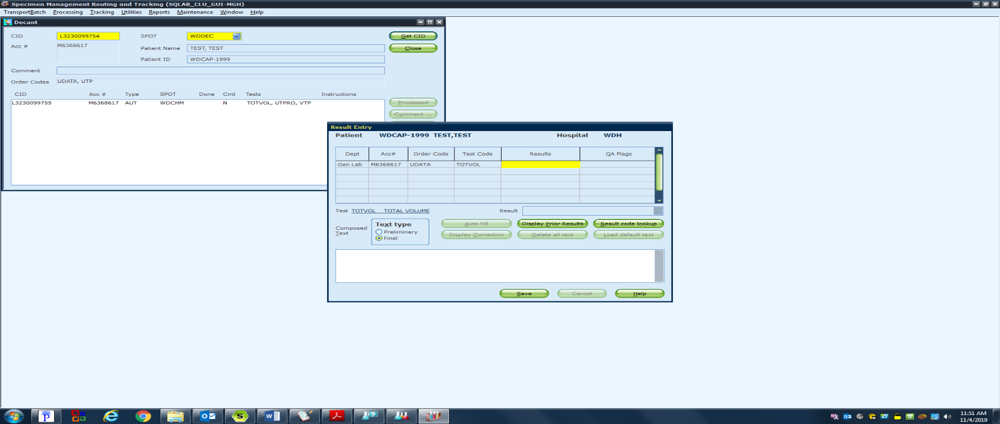 Specimen Management Routing and Tracking (SQLAB_CLU_GUI-MGH)
TransportBatch Processing Tracking Utilities Reports Maintenance Window Help
Decant
CID L3230099754 SPOT WDDEC Get CID
Acc # M6368617 Patient Name TEST, TEST Close
Patient ID WDCAP-1999
Comment
Order Codes UDATA, UTP
CID Acc # Type SPOT Done Cmt Tests Instructions
L3230099755 M6368617 AUT WDCHM N TOTVOL, UTPRO, VTP
Processed
Comment ...
Result Entry
Patient WDCAP-1999 TEST,TEST Hospital WDH
Dept Acc# Order Code Test Code Results QA Flags
Gen Lab M6368617 UDATA TOTVOL
Test TOTVOL TOTAL VOLUME Result
Composed Text
Text type
Preliminary
Final
Auto Fill Display Prior Results Result code lookup
Display Correction Delete all text Load default text
Save Cancel Help
11:51 AM
11/4/2019